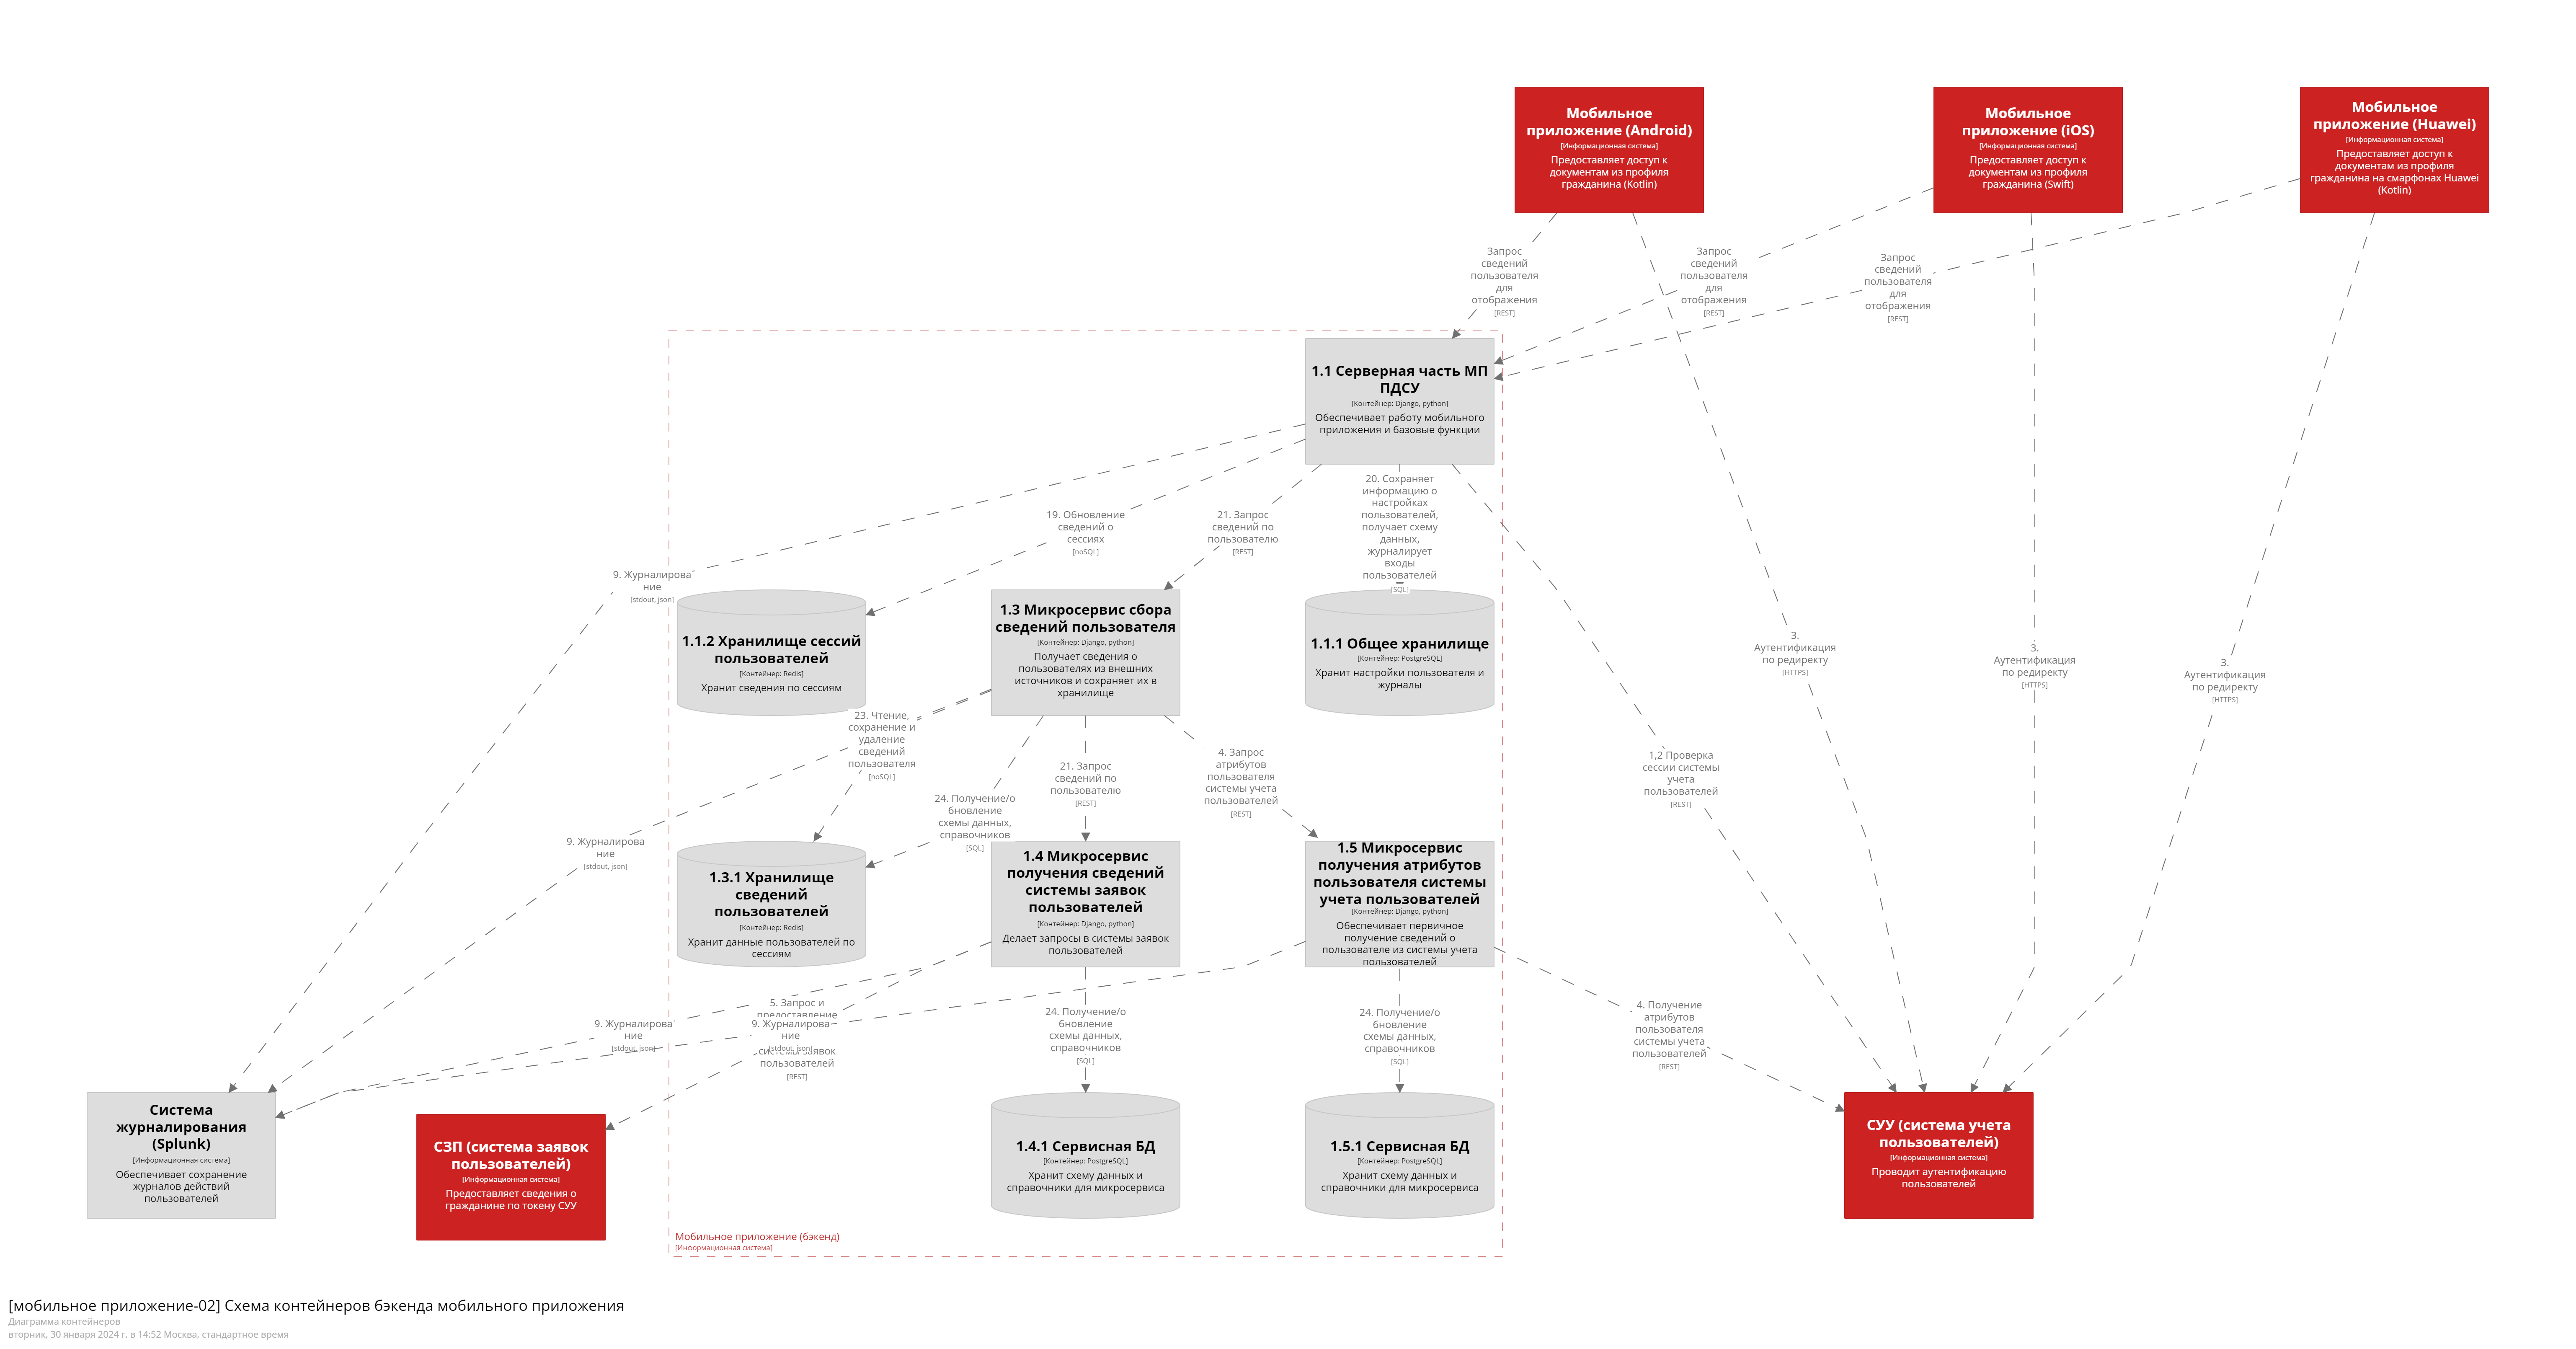 Мобильное
приложение (Android)
[Информационная система]
Предоставляет доступ к
документам из профиля
гражданина (Kotlin)
Мобильное
приложение (iOS)
[Информационная система]
Предоставляет доступ к
документам из профиля
гражданина (Swift)
Мобильное
приложение (Huawei)
[Информационная система]
Предоставляет доступ к
документам из профиля
гражданина на смарфонах Huawei
(Kotlin)
Запрос
сведений
пользователя
для
отображения
[REST]
Запрос
сведений
пользователя
для
отображения
[REST]
Запрос
сведений
пользователя
для
отображения
[REST]
1.1 Серверная часть МП
ПДСУ
[Контейнер: Django, python]
Обеспечивает работу мобильного
приложения и базовые функции
9. Журналирова
ние
[stdout, json]
19. Обновление
сведений о
сессиях
[noSQL]
21. Запрос
сведений по
пользователю
[REST]
20. Сохраняет
информацию о
настройках
пользователей,
получает схему
данных,
журналирует
входы
пользователей
[SQL]
1.1.2 Хранилище сессий
пользователей
[Контейнер: Redis]
Хранит сведения по сессиям
1.3 Микросервис сбора
сведений пользователя
[Контейнер: Django, python]
Получает сведения о
пользователях из внешних
источников и сохраняет их в
хранилище
1.1.1 Общее хранилище
[Контейнер: PostgreSQL]
Хранит настройки пользователя и
журналы
3.
Аутентификация
по редиректу
[HTTPS]
3.
Аутентификация
по редиректу
[HTTPS]
3.
Аутентификация
по редиректу
[HTTPS]
23. Чтение,
сохранение и
удаление
сведений
пользователя
[noSQL]
24. Получение/о
бновление
схемы данных,
справочников
[SQL]
21. Запрос
сведений по
пользователю
[REST]
4. Запрос
атрибутов
пользователя
системы учета
пользователей
[REST]
1,2 Проверка
сессии системы
учета
пользователей
[REST]
9. Журналирова
ние
[stdout, json]
1.3.1 Хранилище
сведений
пользователей
[Контейнер: Redis]
Хранит данные пользователей по
сессиям
1.4 Микросервис
получения сведений
системы заявок
пользователей
[Контейнер: Django, python]
Делает запросы в системы заявок
пользователей
1.5 Микросервис
получения атрибутов
пользователя системы
учета пользователей
[Контейнер: Django, python]
Обеспечивает первичное
получение сведений о
пользователе из системы учета
пользователей
9. Журналирова
ние
[stdout, json]
5. Запрос и
предоставление
9. Журналирова
ние
[stdout, json]
системы заявок
пользователей
[REST]
24. Получение/о
бновление
схемы данных,
справочников
[SQL]
24. Получение/о
бновление
схемы данных,
справочников
[SQL]
4. Получение
атрибутов
пользователя
системы учета
пользователей
[REST]
Система
журналирования
(Splunk)
[Информационная система]
Обеспечивает сохранение
журналов действий
пользователей
СЗП (система заявок
пользователей)
[Информационная система]
Предоставляет сведения о
гражданине по токену СУУ
1.4.1 Сервисная БД
[Контейнер: PostgreSQL]
Хранит схему данных и
справочники для микросервиса
1.5.1 Сервисная БД
[Контейнер: PostgreSQL]
Хранит схему данных и
справочники для микросервиса
СУУ (система учета
пользователей)
[Информационная система]
Проводит аутентификацию
пользователей
Мобильное приложение (бэкенд)
[Информационная система]
[мобильное приложение-02] Схема контейнеров бэкенда мобильного приложения
Диаграмма контейнеров
вторник, 30 января 2024 г. в 14:52 Москва, стандартное время